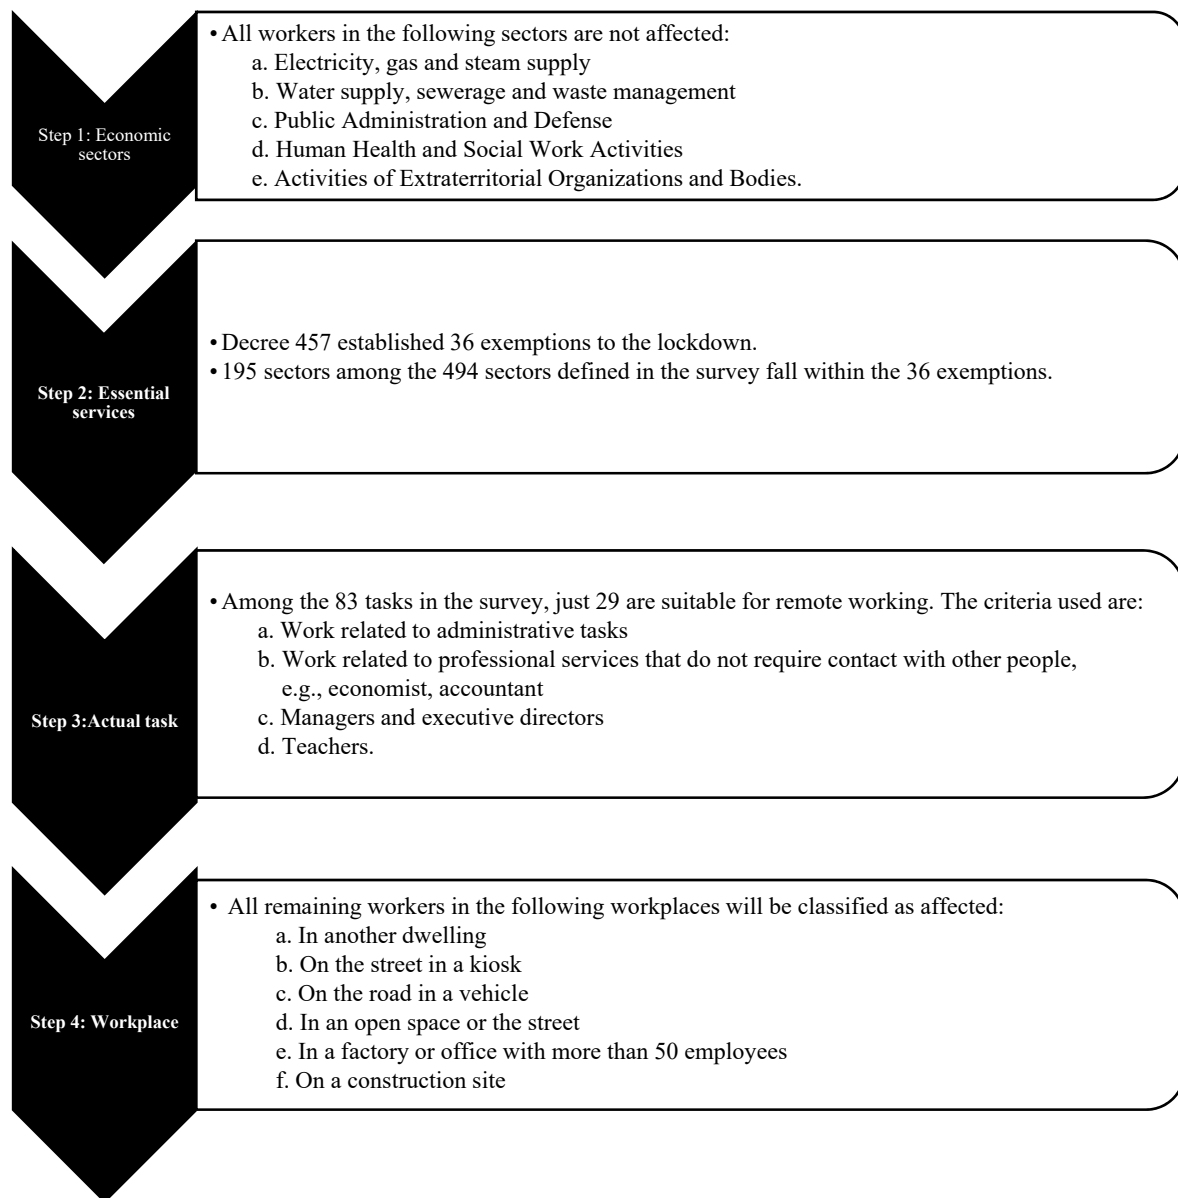 Step 1: Economic
sectors
• All workers in the following sectors are not affected:
a. Electricity, gas and steam supply
b. Water supply, sewerage and waste management
c. Public Administration and Defense
d. Human Health and Social Work Activities
e. Activities of Extraterritorial Organizations and Bodies.
Step 2: Essential
services
• Decree 457 established 36 exemptions to the lockdown.
• 195 sectors among the 494 sectors defined in the survey fall within the 36 exemptions.
Step 3:Actual task
• Among the 83 tasks in the survey, just 29 are suitable for remote working. The criteria used are:
a. Work related to administrative tasks
b. Work related to professional services that do not require contact with other people,
e.g., economist, accountant
c. Managers and executive directors
d. Teachers.
Step 4: Workplace
• All remaining workers in the following workplaces will be classified as affected:
a. In another dwelling
b. On the street in a kiosk
c. On the road in a vehicle
d. In an open space or the street
e. In a factory or office with more than 50 employees
f. On a construction site